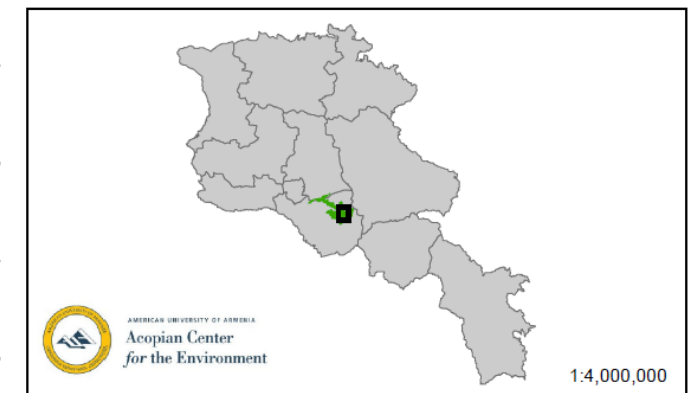 AMERICAN UNIVERSITY OF ARMENIA
Acopian Center
for the Environment
1:4,000,000